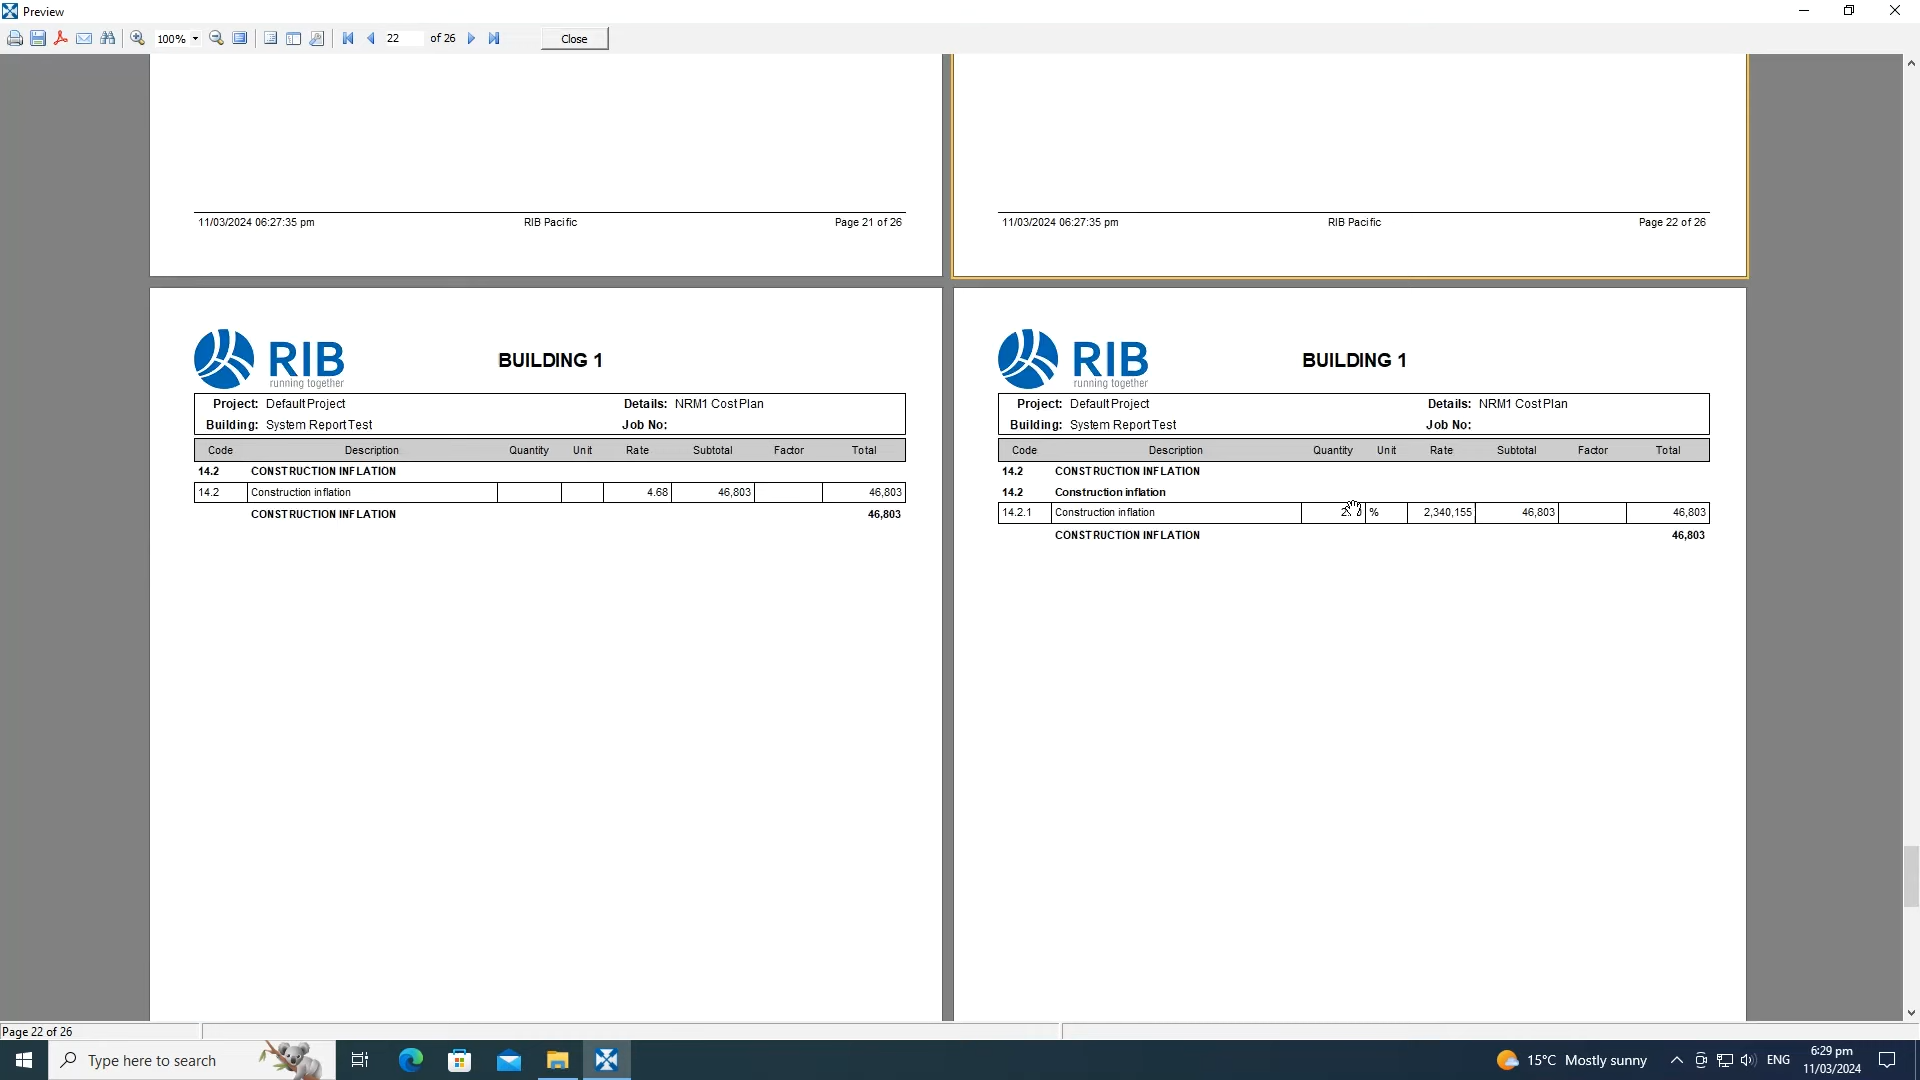 Preview
100%
22 of 26
Close
11/03/2024 06:27:35 pm RIB Pacific Page 21 of 26
11/03/2024 06:27:35 pm RIB Pacific Page 22 of 26
RIB
running together
BUILDING 1
Project: Default Project Details: NRM1 Cost Plan
Building: System Report Test Job No:
Code Description Quantity Unit Rate Subtotal Factor Total
14.2 CONSTRUCTION INFLATION
14.2 Construction inflation 4.68 46,803 46,803
CONSTRUCTION INFLATION 46,803
RIB
running together
BUILDING 1
Project: Default Project Details: NRM1 Cost Plan
Building: System Report Test Job No:
Code Description Quantity Unit Rate Subtotal Factor Total
14.2 CONSTRUCTION INFLATION
14.2 Construction inflation
14.2.1 Construction inflation % 2,340,155 46,803 46,803
CONSTRUCTION INFLATION 46,803
Page 22 of 26
Type here to search
15°C Mostly sunny
ENG
6:29 pm
11/03/2024